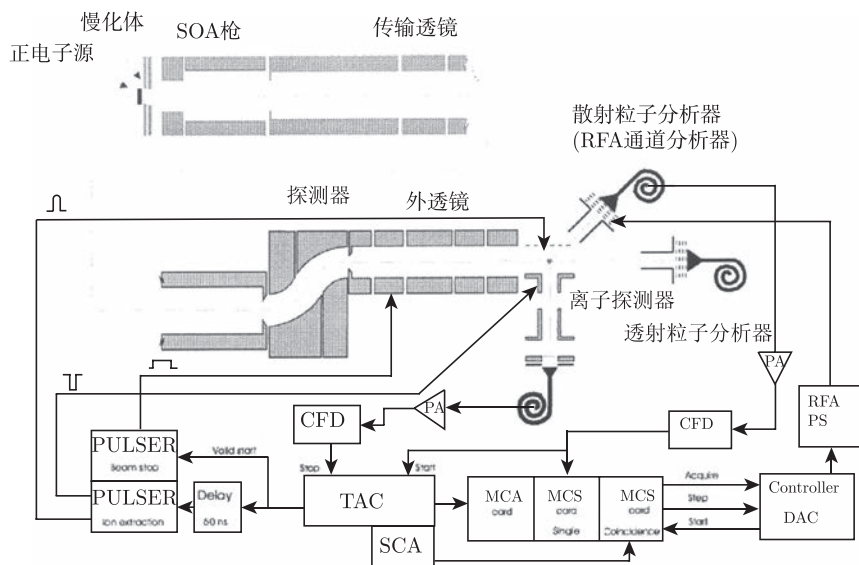 慢化体
正电子源
SOA枪
传输透镜
散射粒子分析器
(RFA通道分析器)
探测器
外透镜
离子探测器
透射粒子分析器
PA
PA
CFD
CFD
RFA
PS
PULSER
Beam stop
Valid start
PULSER
Ion extraction
Delay
60 ns
Stop
Start
TAC
SCA
MCA
card
MCS
card
Single
MCS
card
Coincidence
Acquire
Step
Start
Controller
DAC